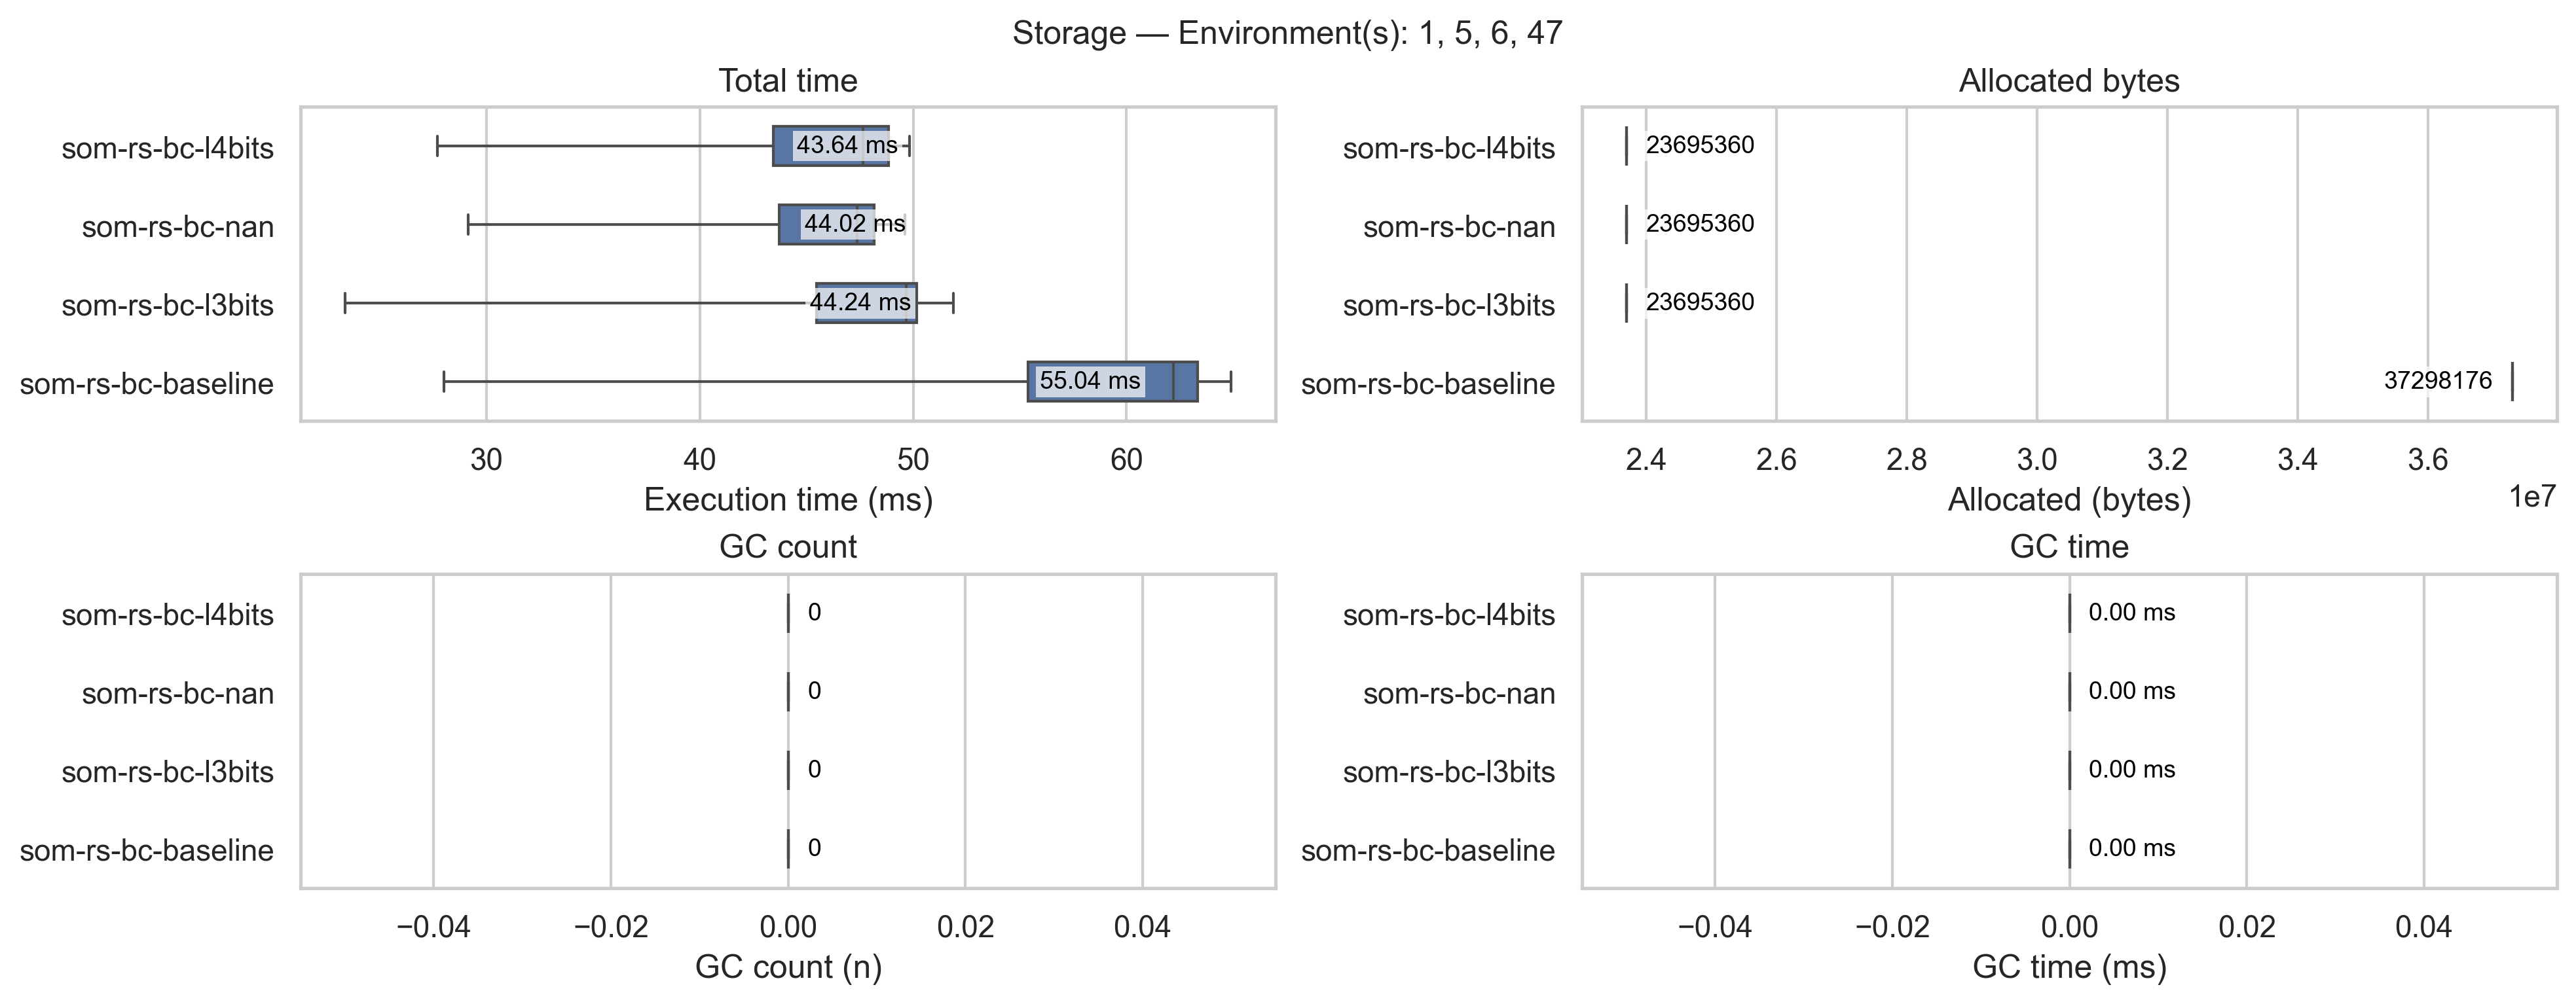 Storage — Environment(s): 1, 5, 6, 47
Total time
som-rs-bc-l4bits
43.64 ms
som-rs-bc-nan
44.02 ms
som-rs-bc-l3bits
44.24 ms
som-rs-bc-baseline
55.04 ms
30 40 50 60
Execution time (ms)
Allocated bytes
som-rs-bc-l4bits
23695360
som-rs-bc-nan
23695360
som-rs-bc-l3bits
23695360
som-rs-bc-baseline
37298176
2.4 2.6 2.8 3.0 3.2 3.4 3.6
1e7
Allocated (bytes)
GC count
som-rs-bc-l4bits
0
som-rs-bc-nan
0
som-rs-bc-l3bits
0
som-rs-bc-baseline
0
−0.04 −0.02 0.00 0.02 0.04
GC count (n)
GC time
som-rs-bc-l4bits
0.00 ms
som-rs-bc-nan
0.00 ms
som-rs-bc-l3bits
0.00 ms
som-rs-bc-baseline
0.00 ms
−0.04 −0.02 0.00 0.02 0.04
GC time (ms)